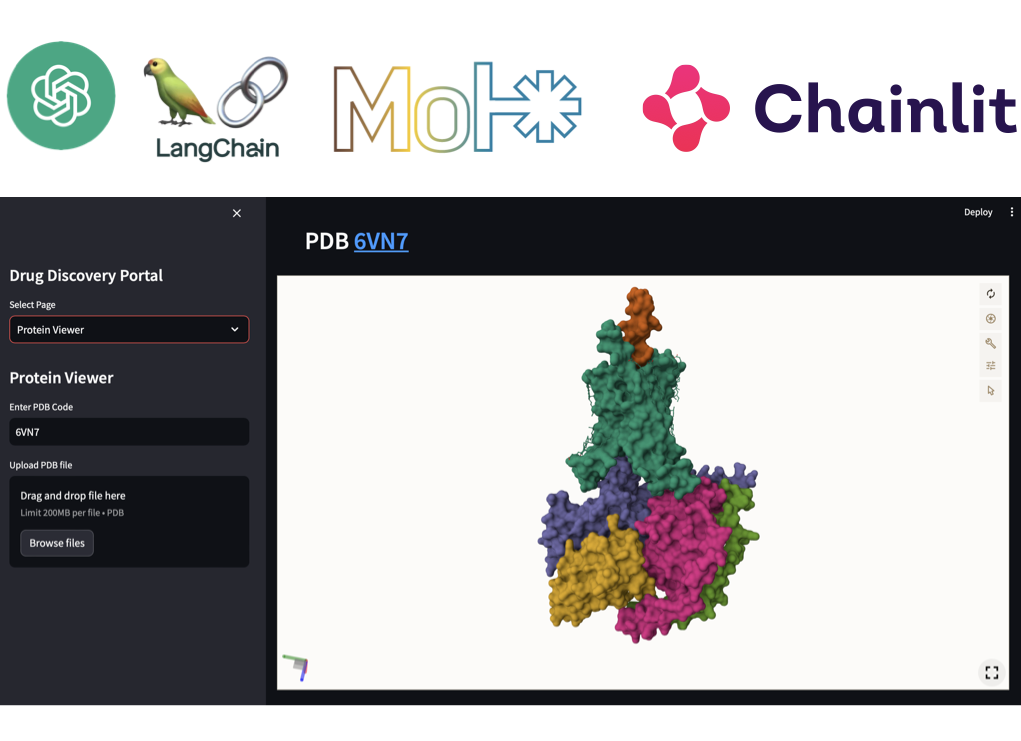 LangChain
Mol*
Chainlit
Deploy
PDB 6VN7
Drug Discovery Portal
Select Page
Protein Viewer
Protein Viewer
Enter PDB Code
6VN7
Upload PDB file
Drag and drop file here
Limit 200MB per file • PDB
Browse files